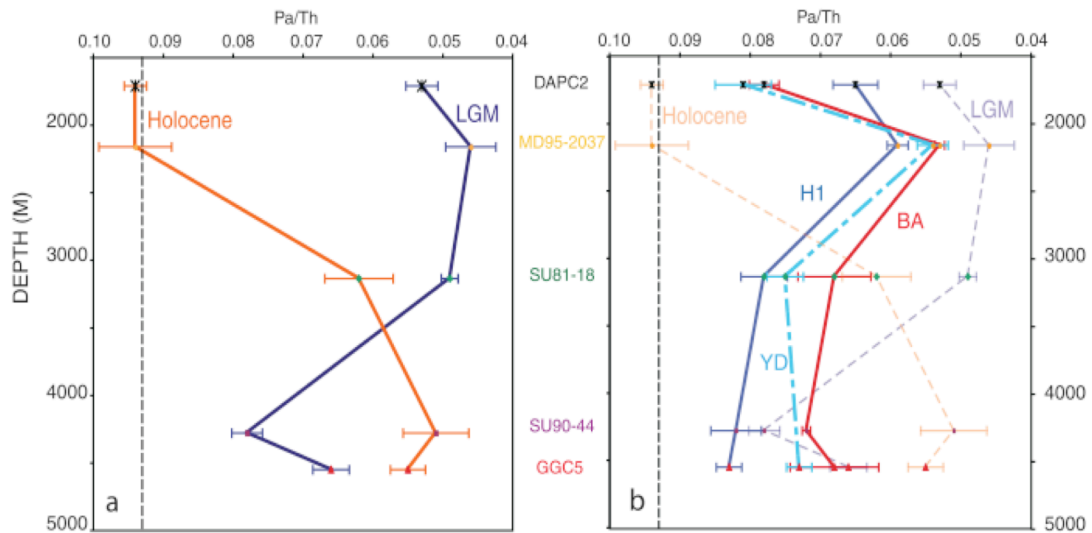 Pa/Th
0.10 0.09 0.08 0.07 0.06 0.05 0.04
DEPTH (M)
2000
3000
4000
5000
Holocene
LGM
a
DAPC2
MD95-2037
SU81-18
SU90-44
GGC5
Pa/Th
0.10 0.09 0.08 0.07 0.06 0.05 0.04
Holocene
LGM
H1
BA
YD
b
2000
3000
4000
5000